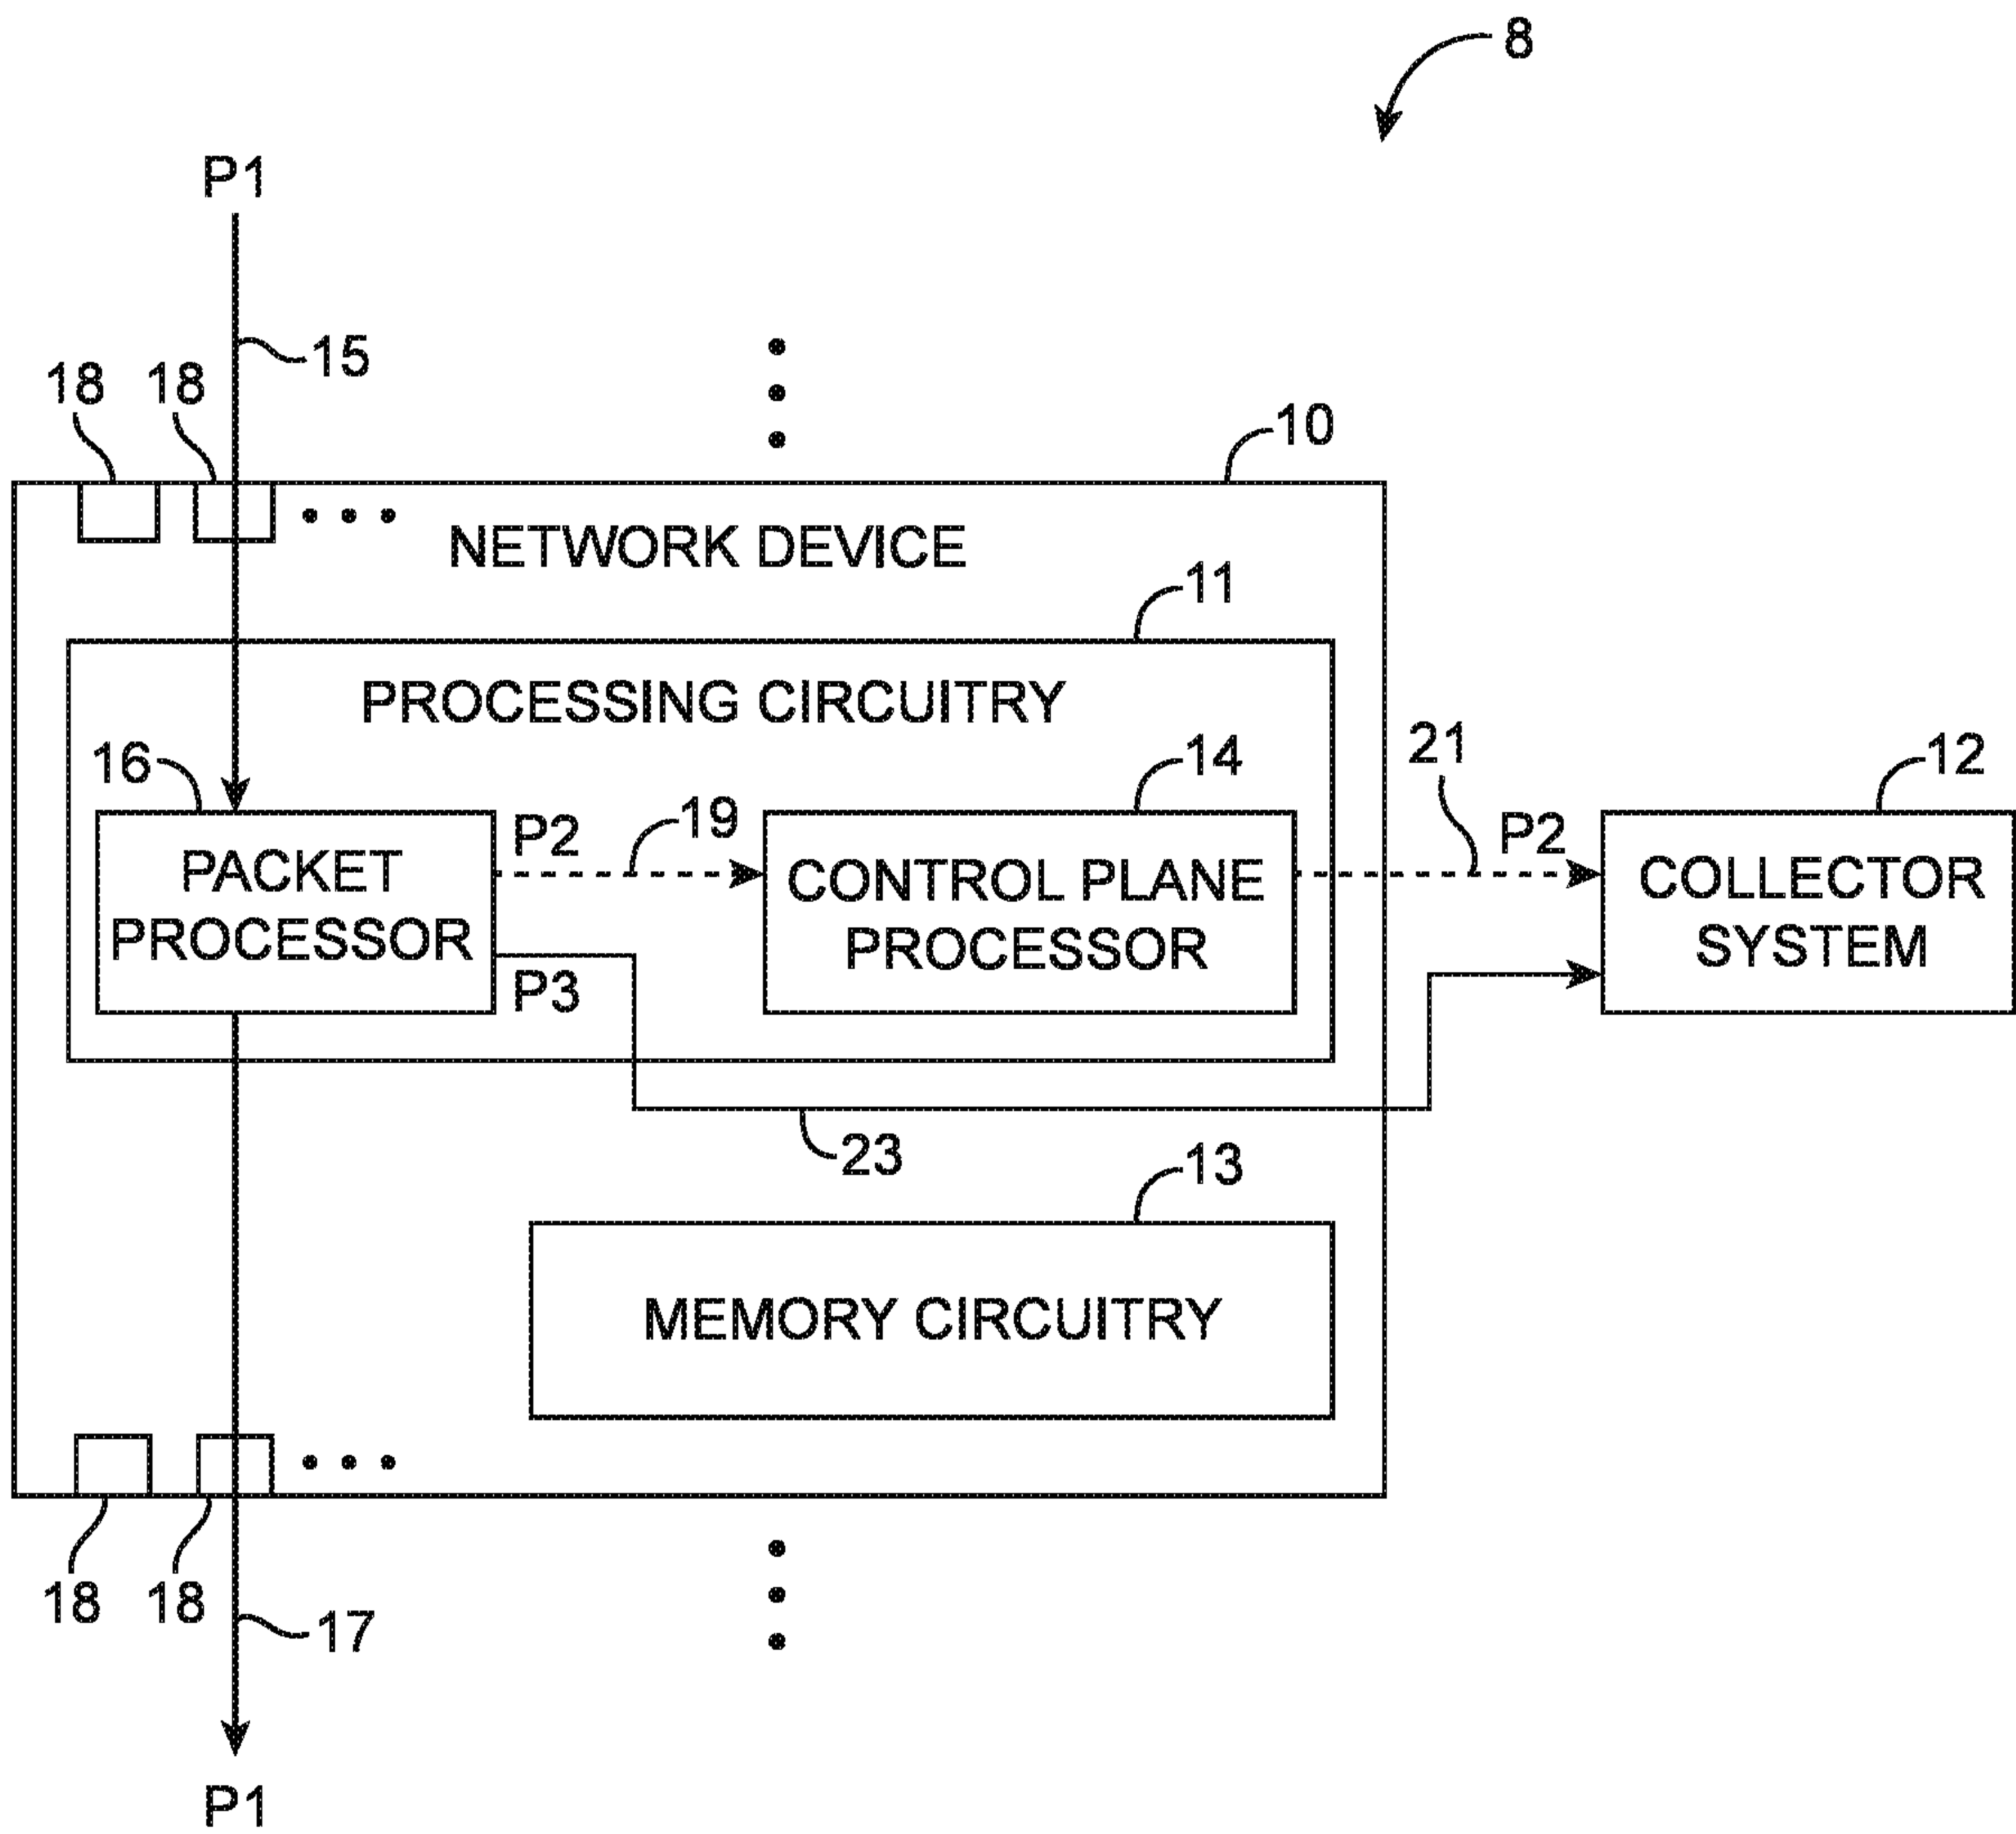 8
P1
15
18 18
10
NETWORK DEVICE
11
PROCESSING CIRCUITRY
16
14
21
12
P2
19
P2
PACKET
PROCESSOR
CONTROL PLANE
PROCESSOR
COLLECTOR
SYSTEM
P3
23
13
MEMORY CIRCUITRY
18 18
17
P1